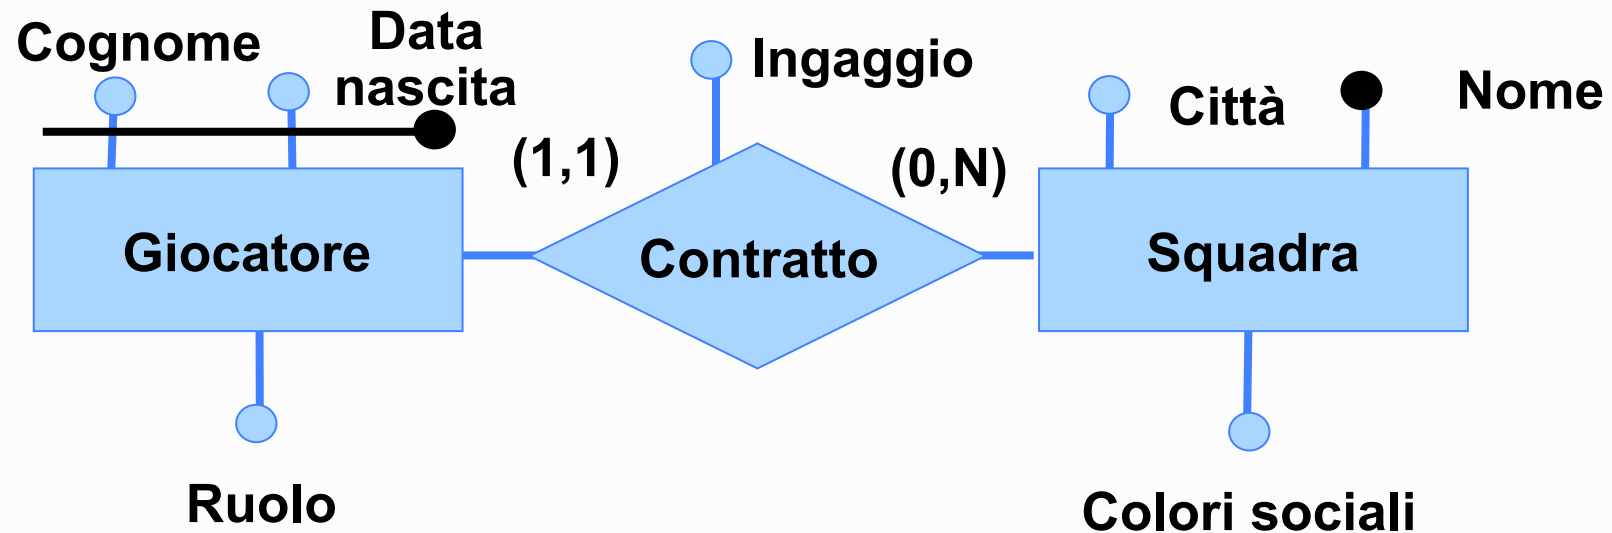 Cognome
Data
nascita
Ingaggio
Città
Nome
(1,1)
(0,N)
Giocatore
Contratto
Squadra
Ruolo
Colori sociali